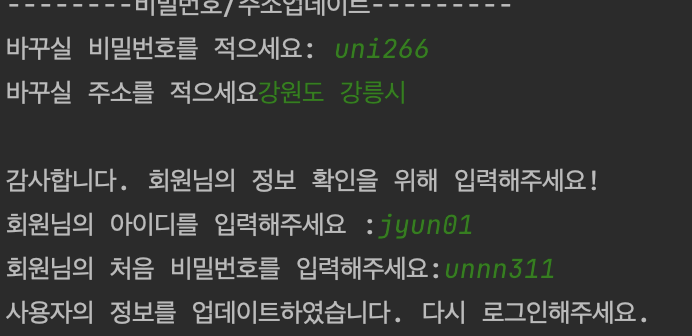 --------비밀번호/주소업데이트---------
바꾸실 비밀번호를 적으세요: uni266
바꾸실 주소를 적으세요강원도 강릉시
감사합니다. 회원님의 정보 확인을 위해 입력해주세요!
회원님의 아이디를 입력해주세요 :jyun01
회원님의 처음 비밀번호를 입력해주세요:unnn311
사용자의 정보를 업데이트하였습니다. 다시 로그인해주세요.